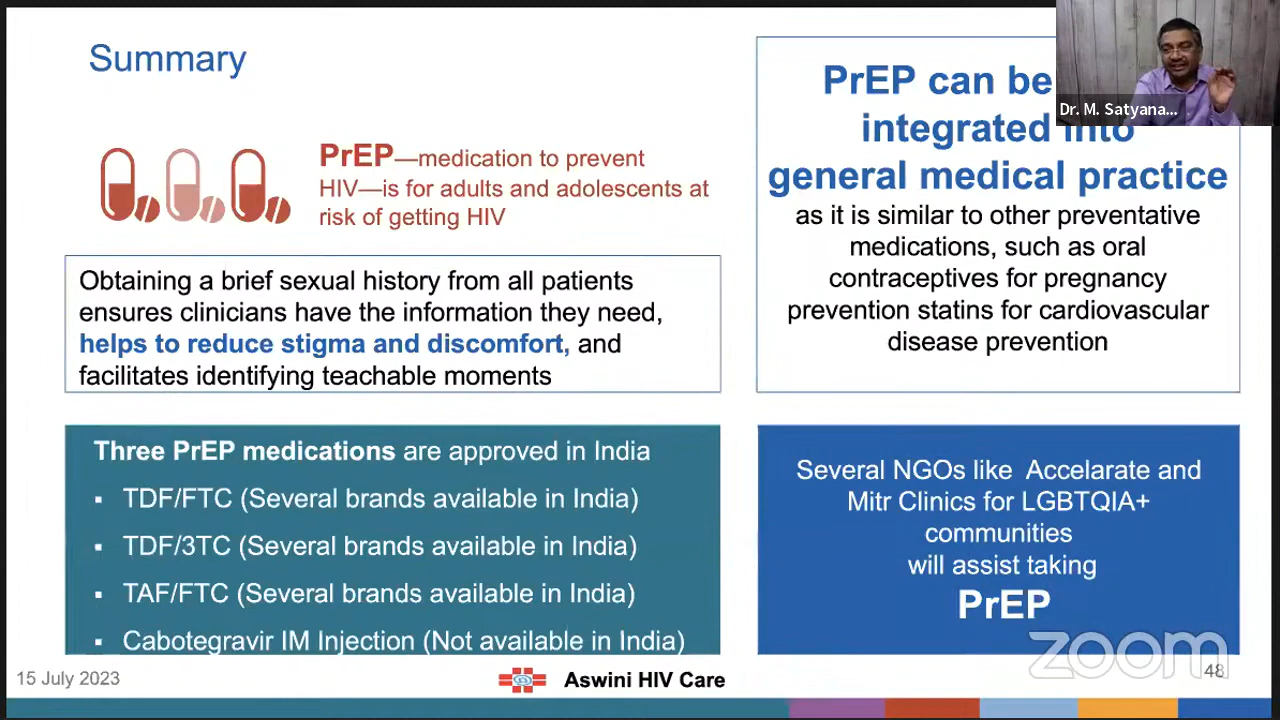 Summary
PrEP—medication to prevent
HIV—is for adults and adolescents at
risk of getting HIV
Obtaining a brief sexual history from all patients
ensures clinicians have the information they need,
helps to reduce stigma and discomfort, and
facilitates identifying teachable moments
Three PrEP medications are approved in India
▪ TDF/FTC (Several brands available in India)
▪ TDF/3TC (Several brands available in India)
▪ TAF/FTC (Several brands available in India)
▪ Cabotegravir IM Injection (Not available in India)
PrEP can be
integrated into
general medical practice
as it is similar to other preventative
medications, such as oral
contraceptives for pregnancy
prevention statins for cardiovascular
disease prevention
Dr. M. Satyana...
Several NGOs like Accelarate and
Mitr Clinics for LGBTQIA+
communities
will assist taking
PrEP
zoom
15 July 2023
Aswini HIV Care
48